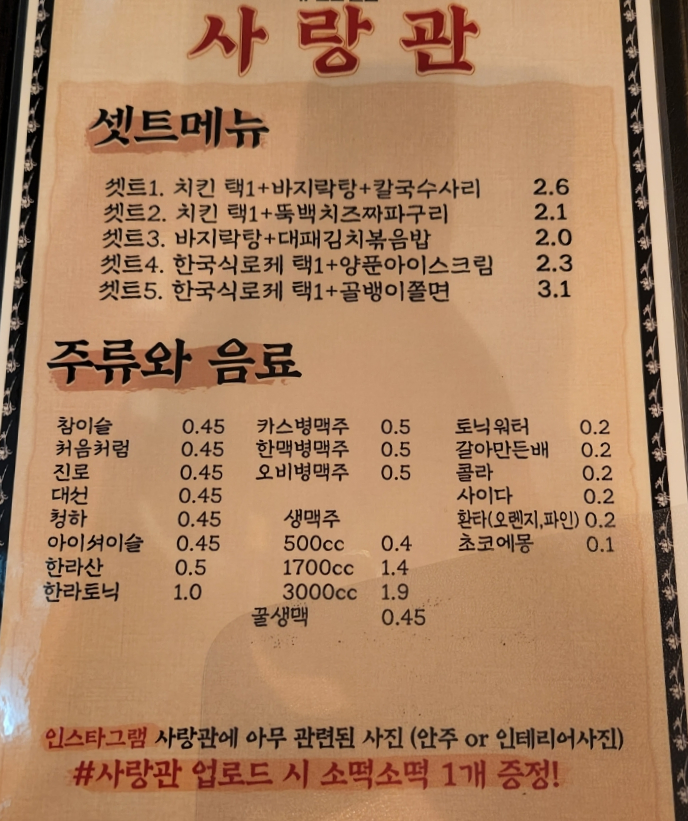 사랑관
셋트메뉴
셋트1. 치킨 택1+바지락탕+칼국수사리 2.6
셋트2. 치킨 택1+뚝백치즈짜파구리 2.1
셋트3. 바지락탕+대패김치볶음밥 2.0
셋트4. 한국식로제 택1+양푼아이스크림 2.3
셋트5. 한국식로제 택1+골뱅이쫄면 3.1
주류와 음료
참이슬 0.45 카스병맥주 0.5 토닉워터 0.2
처음처럼 0.45 한맥병맥주 0.5 갈아만든배 0.2
진로 0.45 오비병맥주 0.5 콜라 0.2
대선 0.45 사이다 0.2
청하 0.45 생맥주 환타(오렌지,파인) 0.2
아이셔이슬 0.45 500cc 0.4 초코에몽 0.1
한라산 0.5 1700cc 1.4
한라토닉 1.0 3000cc 1.9
꿀생맥 0.45
인스타그램 사랑관에 아무 관련된 사진 (안주 or 인테리어사진)
#사랑관 업로드 시 소떡소떡 1개 증정!